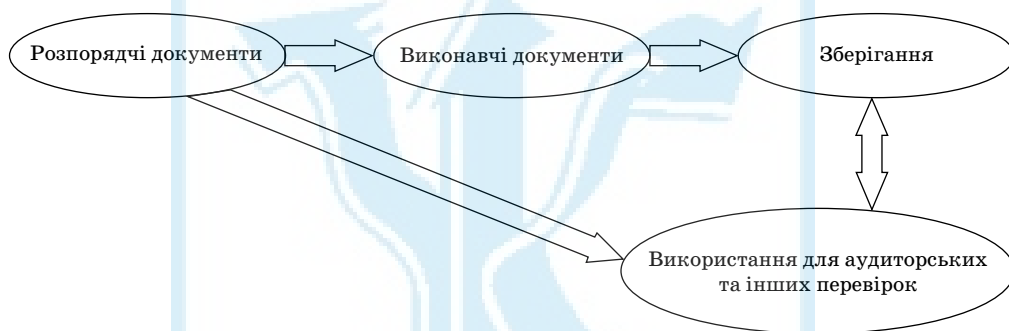 Розпорядчі документи
Виконавчі документи
Зберігання
Використання для аудиторських
та інших перевірок